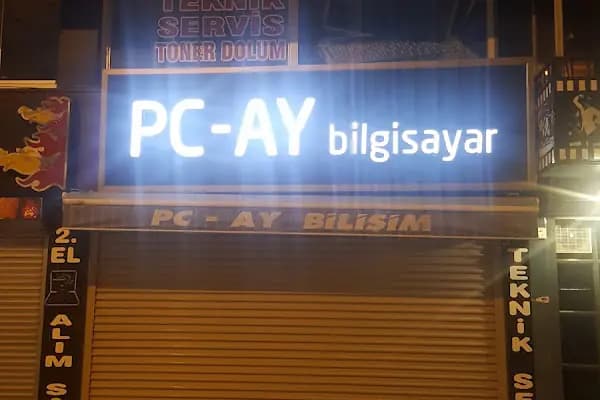 TEKNİK
SERVİS
TONER DOLUM
PC-AY bilgisayar
PC - AY BİLİŞİM
2.
EL
ALIM
TEKNİK